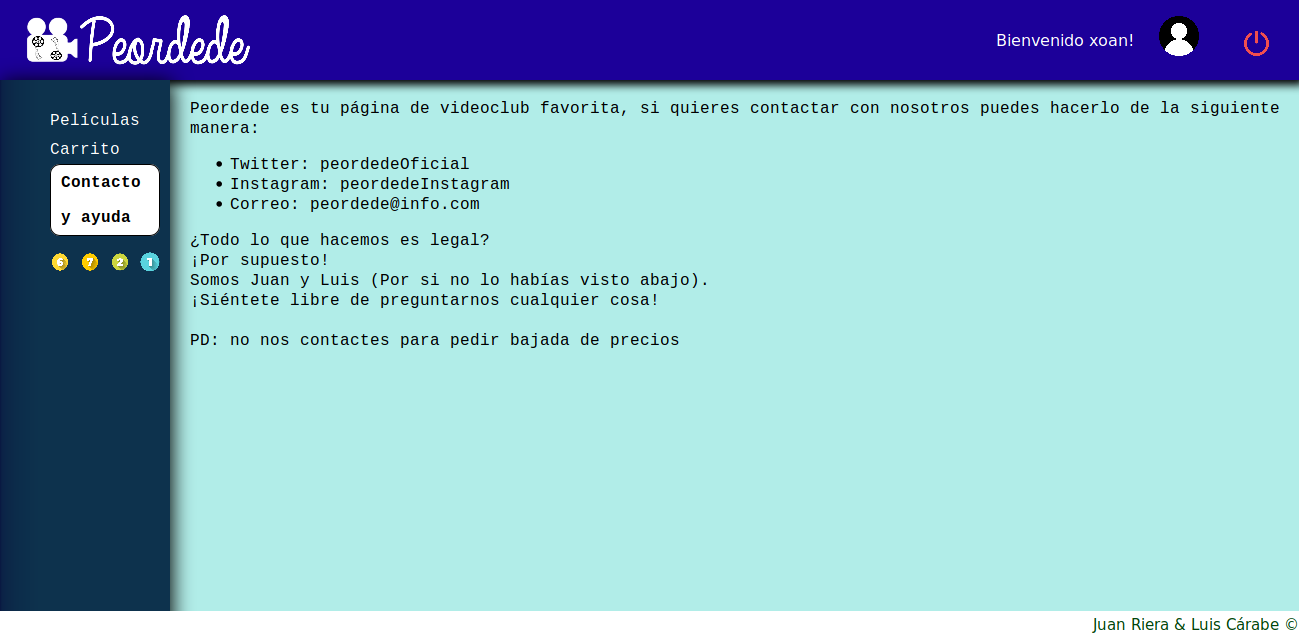 Peordede
Bienvenido xoan!
Películas
Carrito
Contacto
y ayuda
6 7 2 1
Peordede es tu página de videoclub favorita, si quieres contactar con nosotros puedes hacerlo de la siguiente
manera:
Twitter: peordedeOficial
Instagram: peordedeInstagram
Correo: peordede@info.com
¿Todo lo que hacemos es legal?
¡Por supuesto!
Somos Juan y Luis (Por si no lo habías visto abajo).
¡Siéntete libre de preguntarnos cualquier cosa!
PD: no nos contactes para pedir bajada de precios
Juan Riera & Luis Cárabe ©